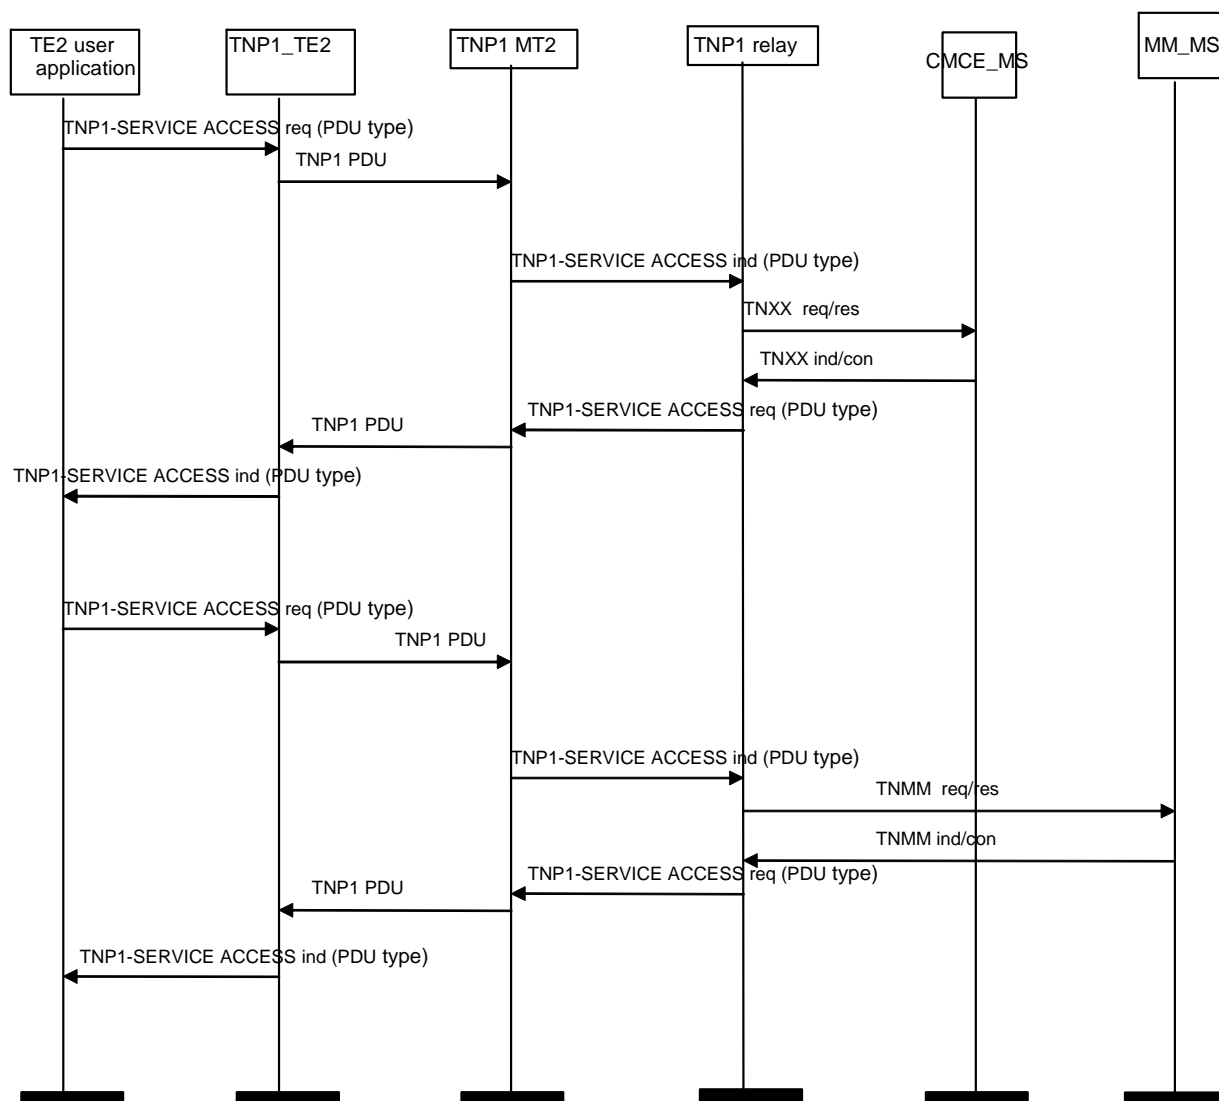 TE2 user
application
TNP1_TE2
TNP1 MT2
TNP1 relay
CMCE_MS
MM_MS
TNP1-SERVICE ACCESS req (PDU type)
TNP1 PDU
TNP1-SERVICE ACCESS ind (PDU type)
TNXX req/res
TNXX ind/con
TNP1-SERVICE ACCESS req (PDU type)
TNP1 PDU
TNP1-SERVICE ACCESS ind (PDU type)
TNP1-SERVICE ACCESS req (PDU type)
TNP1 PDU
TNP1-SERVICE ACCESS ind (PDU type)
TNMM req/res
TNMM ind/con
TNP1-SERVICE ACCESS req (PDU type)
TNP1 PDU
TNP1-SERVICE ACCESS ind (PDU type)